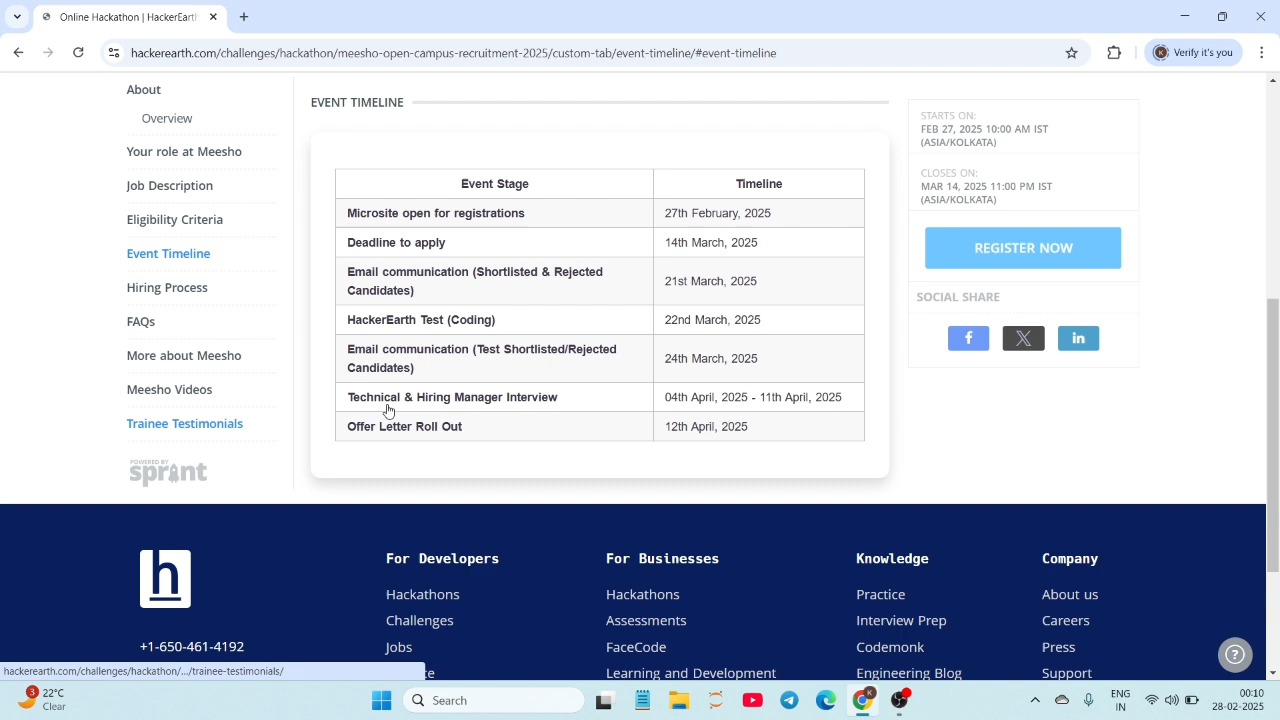 Online Hackathon | HackerEarth
hackerearth.com/challenges/hackathon/meesho-open-campus-recruitment-2025/custom-tab/event-timeline/#event-timeline
Verify it's you
K
About
Overview
Your role at Meesho
Job Description
Eligibility Criteria
Event Timeline
Hiring Process
FAQs
More about Meesho
Meesho Videos
Trainee Testimonials
POWERED BY
sprint
EVENT TIMELINE
Event Stage Timeline
Microsite open for registrations 27th February, 2025
Deadline to apply 14th March, 2025
Email communication (Shortlisted & Rejected
Candidates) 21st March, 2025
HackerEarth Test (Coding) 22nd March, 2025
Email communication (Test Shortlisted/Rejected
Candidates) 24th March, 2025
Technical & Hiring Manager Interview 04th April, 2025 - 11th April, 2025
Offer Letter Roll Out 12th April, 2025
STARTS ON:
FEB 27, 2025 10:00 AM IST
(ASIA/KOLKATA)
CLOSES ON:
MAR 14, 2025 11:00 PM IST
(ASIA/KOLKATA)
REGISTER NOW
SOCIAL SHARE
f X in
h
+1-650-461-4192
For Developers
Hackathons
Challenges
Jobs
For Businesses
Hackathons
Assessments
FaceCode
Learning and Development
Knowledge
Practice
Interview Prep
Codemonk
Engineering Blog
Company
About us
Careers
Press
Support
?
hackerearth.com/challenges/hackathon/.../trainee-testimonials/
3
22°C
Clear
Search
K
ENG
IN
00:10
28-02-2025